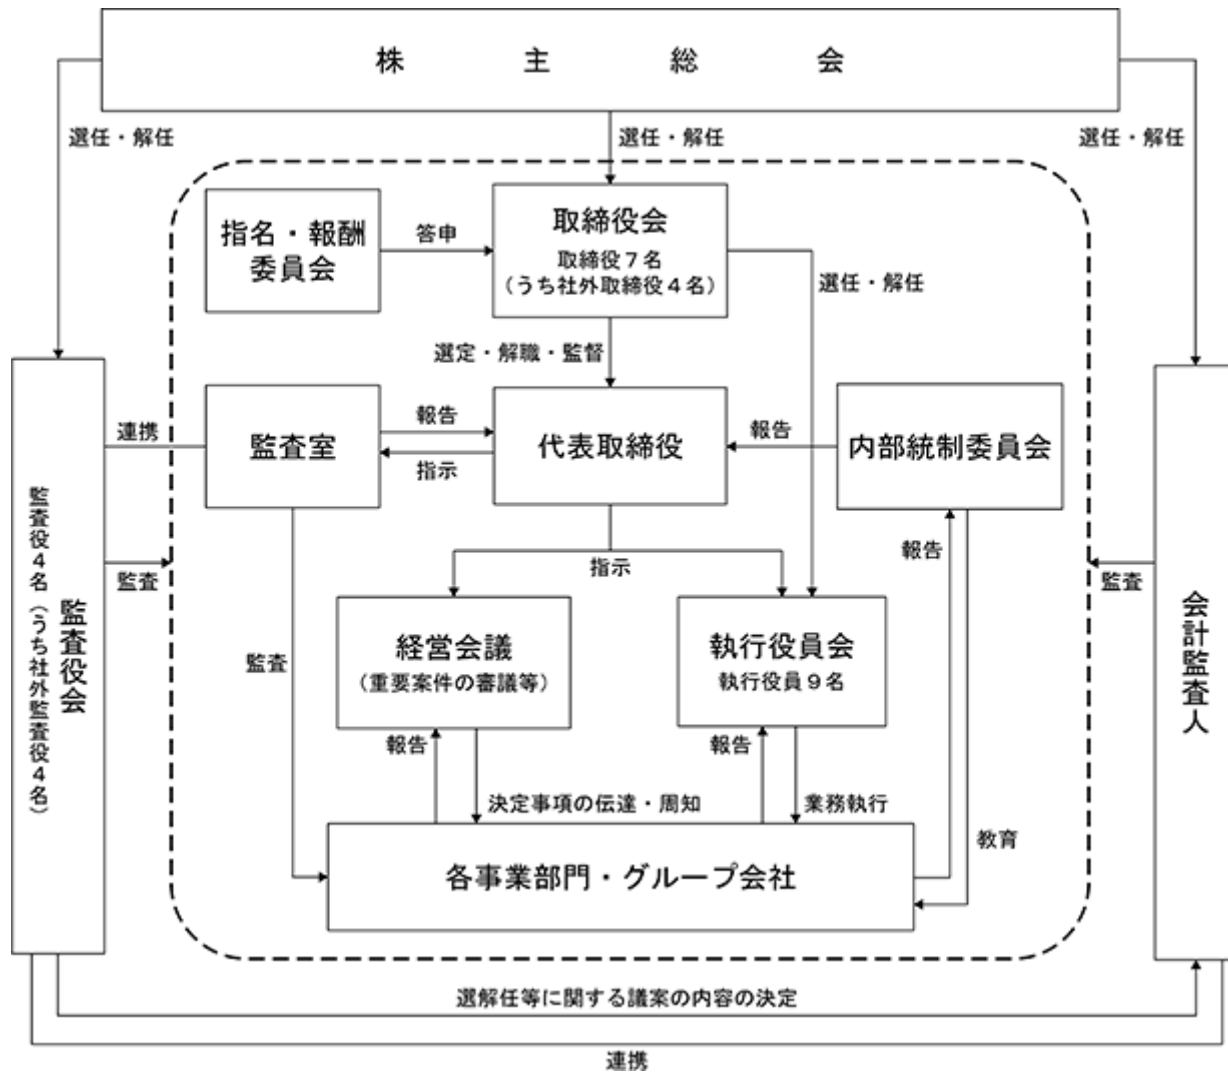 株主総会
選任・解任
選任・解任
選任・解任
指名・報酬
委員会
答申
取締役会
取締役7名
(うち社外取締役4名)
選任・解任
選定・解職・監督
連携
監査室
報告
指示
代表取締役
報告
内部統制委員会
監査役会
監査役4名(うち社外監査役4名)
監査
指示
報告
監査
会計監査人
監査
経営会議
(重要案件の審議等)
執行役員会
執行役員9名
報告
決定事項の伝達・周知
報告
業務執行
教育
各事業部門・グループ会社
選解任等に関する議案の内容の決定
連携